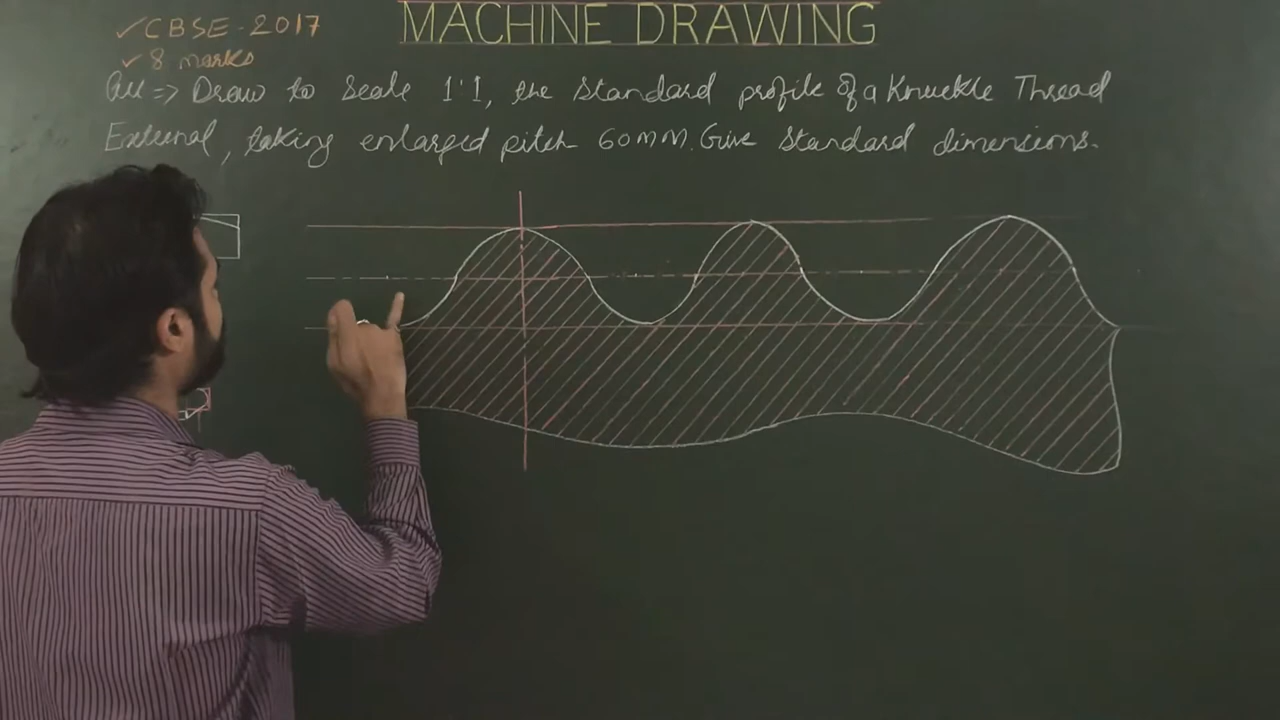 MACHINE DRAWING
✓CBSE-2017
✓ 8 marks
Qu => Draw to Scale 1:1, the Standard profile of a Knuckle Thread
External, taking enlarged pitch 60MM. Give Standard dimensions.